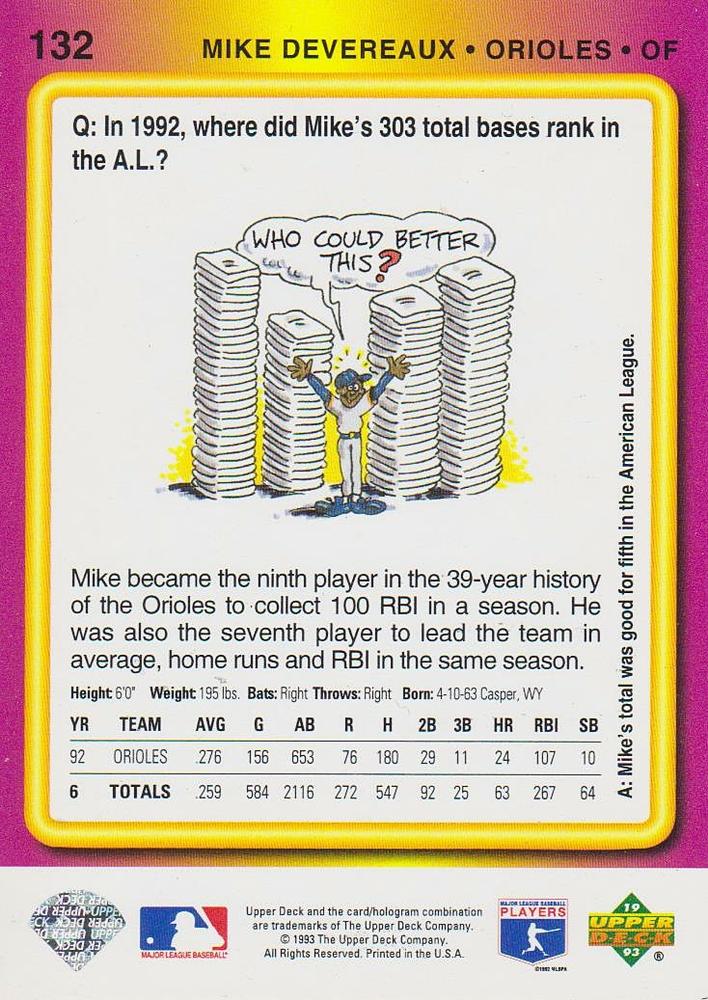 132
MIKE DEVEREAUX • ORIOLES • OF
Q: In 1992, where did Mike's 303 total bases rank in
the A.L.?
WHO COULD BETTER
THIS?
Mike became the ninth player in the 39-year history
of the Orioles to collect 100 RBI in a season. He
was also the seventh player to lead the team in
average, home runs and RBI in the same season.
Height: 6'0" Weight: 195 lbs. Bats: Right Throws: Right Born: 4-10-63 Casper, WY
YR TEAM AVG G AB R H 2B 3B HR RBI SB
92 ORIOLES .276 156 653 76 180 29 11 24 107 10
6 TOTALS .259 584 2116 272 547 92 25 63 267 64
A: Mike's total was good for fifth in the American League.
UPPER DECK
MAJOR LEAGUE BASEBALL
Upper Deck and the card/hologram combination
are trademarks of The Upper Deck Company.
© 1993 The Upper Deck Company.
All Rights Reserved. Printed in the U.S.A.
MAJOR LEAGUE BASEBALL
PLAYERS
©1992 MLBPA
19
UPPER
DECK
93
®